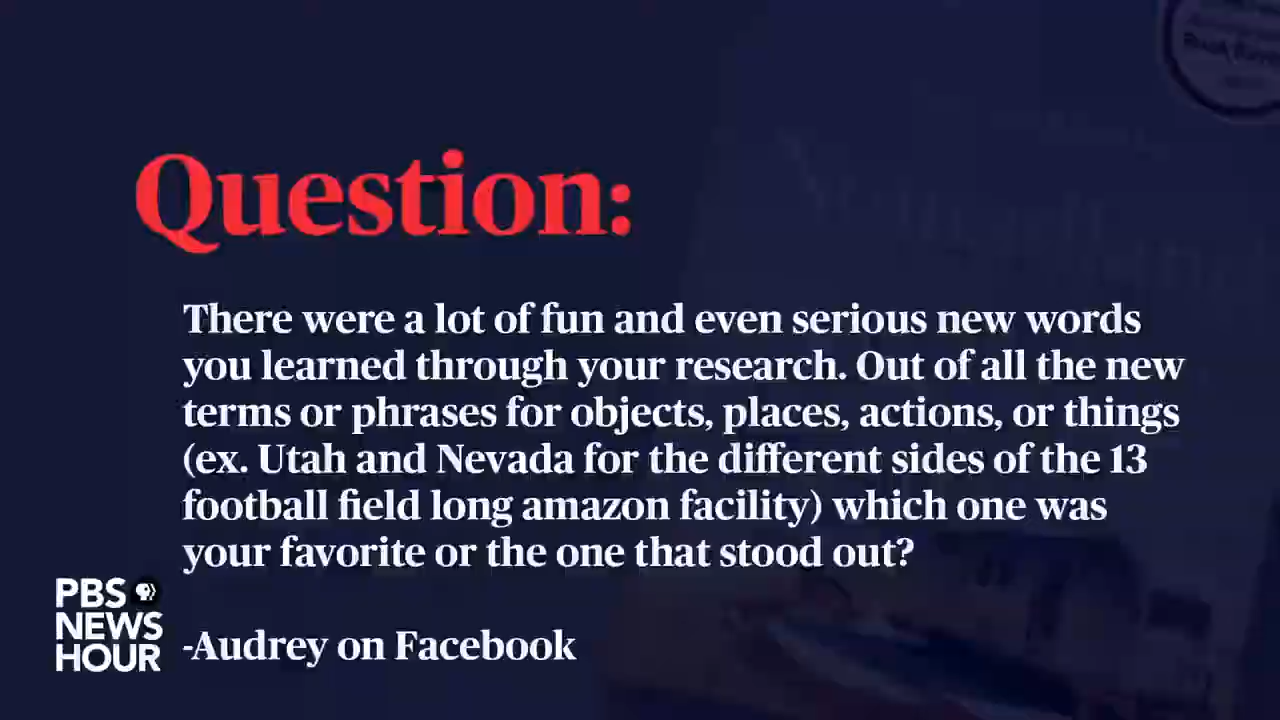 Question:
There were a lot of fun and even serious new words
you learned through your research. Out of all the new
terms or phrases for objects, places, actions, or things
(ex. Utah and Nevada for the different sides of the 13
football field long amazon facility) which one was
your favorite or the one that stood out?
-Audrey on Facebook
PBS
NEWS
HOUR